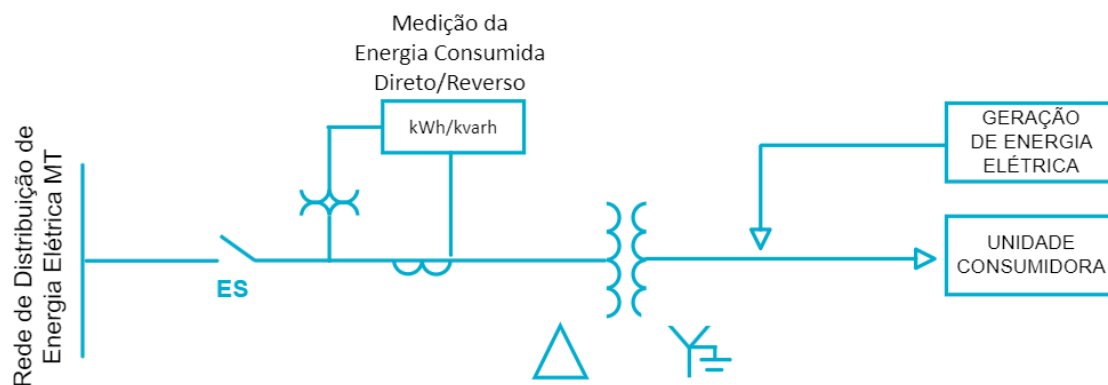 Medição da
Energia Consumida
Direto/Reverso
kWh/kvarh
Rede de Distribuição de
Energia Elétrica MT
ES
GERAÇÃO
DE ENERGIA
ELÉTRICA
UNIDADE
CONSUMIDORA